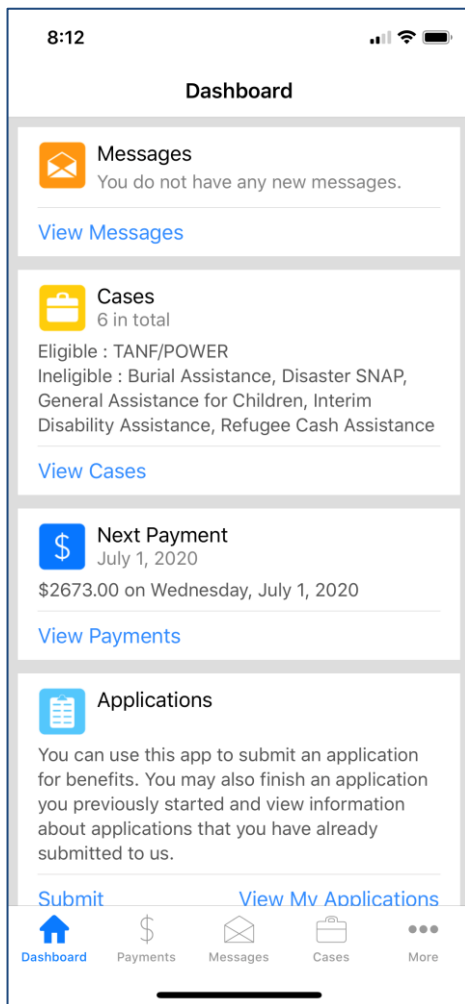 8:12
Dashboard
Messages
You do not have any new messages.
View Messages
Cases
6 in total
Eligible : TANF/POWER
Ineligible : Burial Assistance, Disaster SNAP,
General Assistance for Children, Interim
Disability Assistance, Refugee Cash Assistance
View Cases
$
Next Payment
July 1, 2020
$2673.00 on Wednesday, July 1, 2020
View Payments
Applications
You can use this app to submit an application
for benefits. You may also finish an application
you previously started and view information
about applications that you have already
submitted to us.
Submit View My Applications
$
Dashboard Payments Messages Cases More